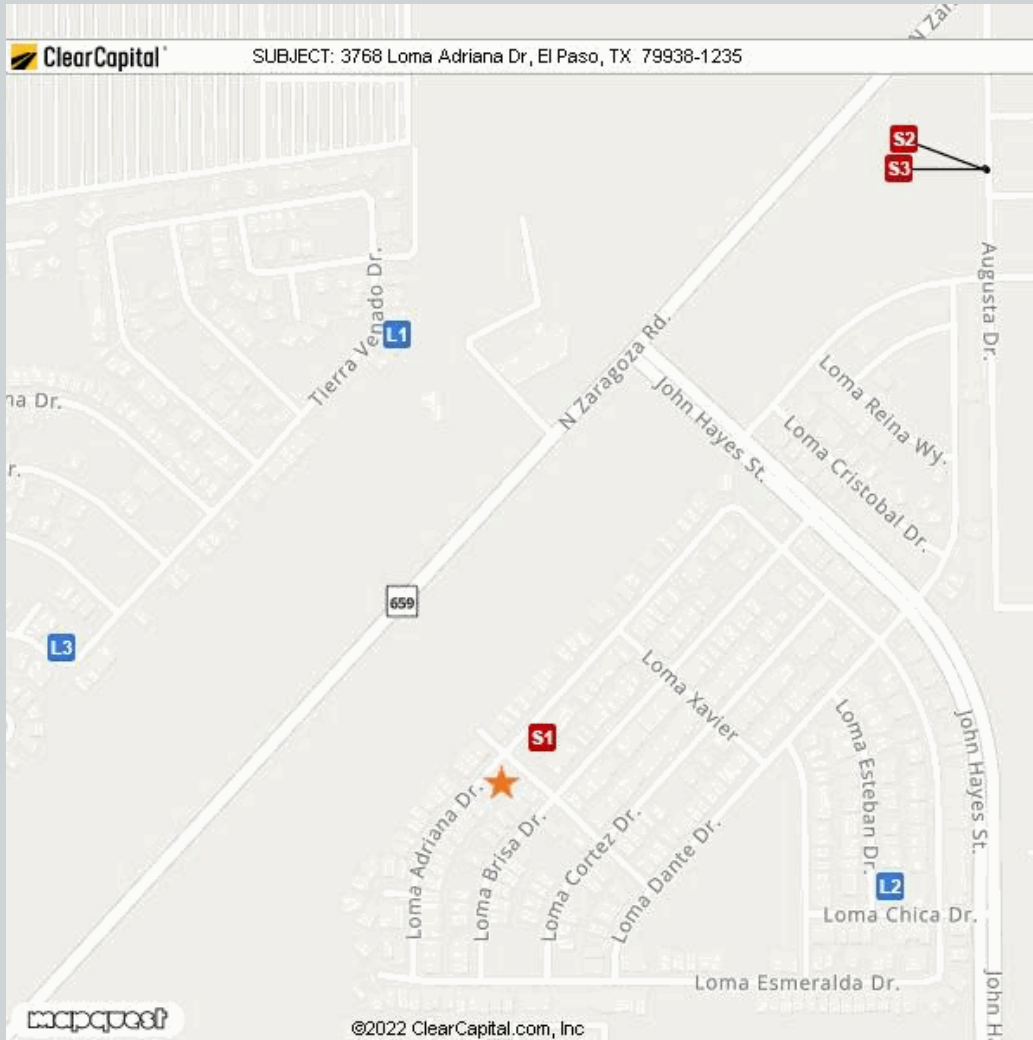 N Zar
ClearCapital
SUBJECT: 3768 Loma Adriana Dr, El Paso, TX 79938-1235
S2
S3
Augusta Dr.
Tierra Venado Dr.
L1
N Zaragoza Rd.
John Hayes St.
Loma Reina Wy.
na Dr.
Loma Cristobal Dr.
r.
659
L3
Loma Xavier
S1
Loma Esteban Dr.
John Hayes St.
Loma Adriana Dr.
Loma Brisa Dr.
Loma Cortez Dr.
Loma Dante Dr.
L2
Loma Chica Dr.
Loma Esmeralda Dr.
John H
mapquest
©2022 ClearCapital.com, Inc